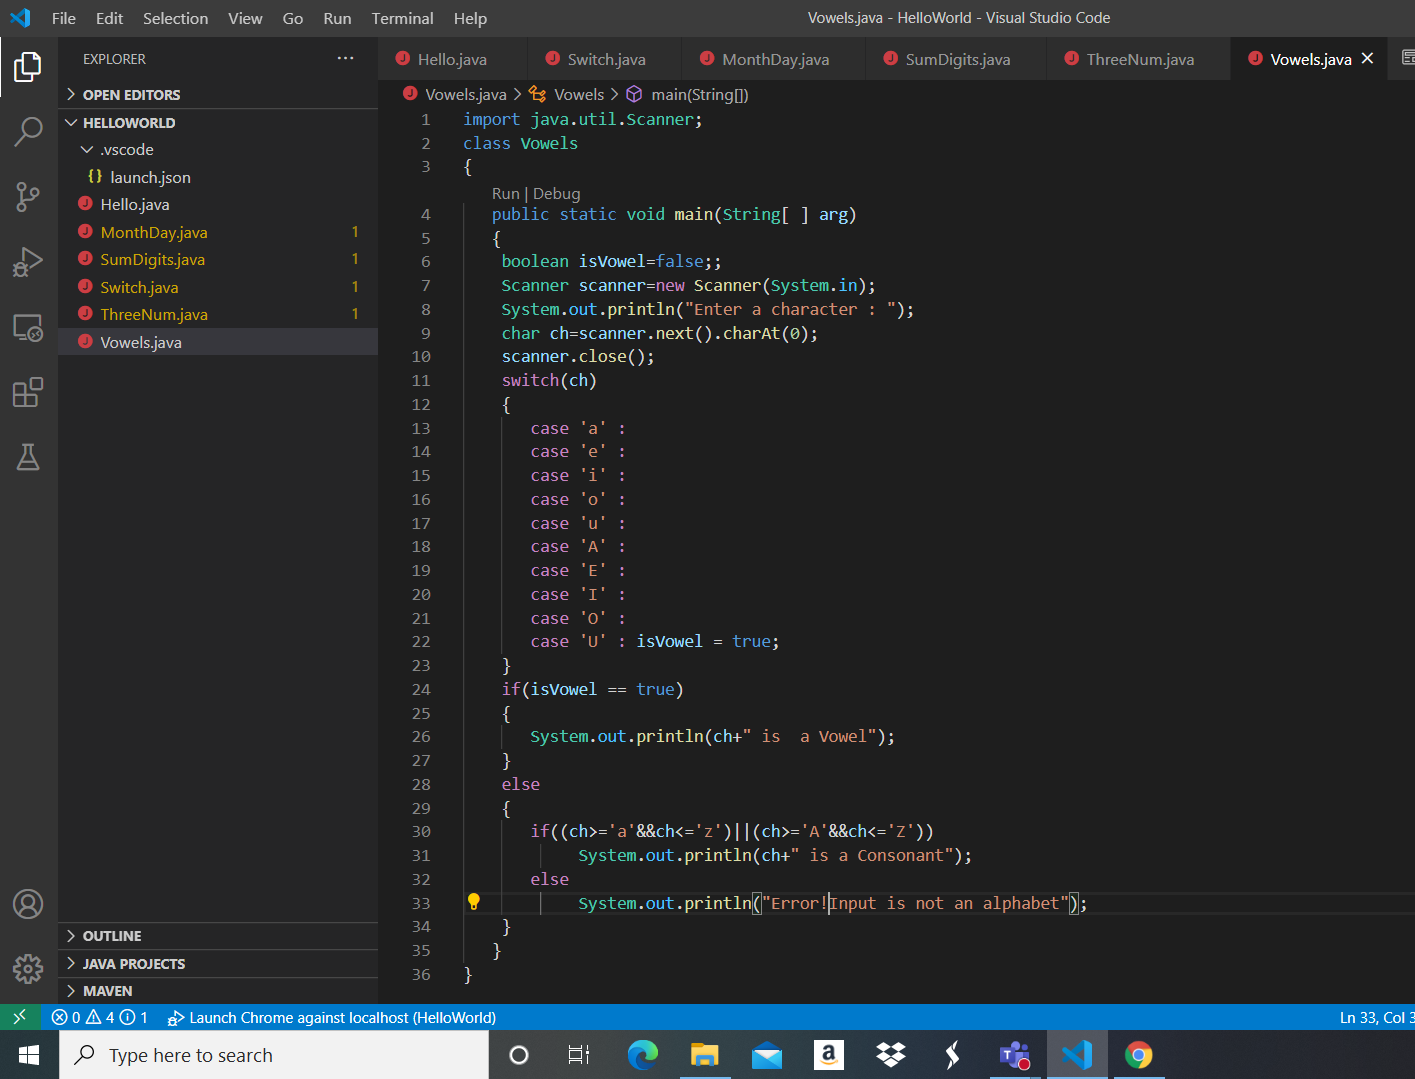 File Edit Selection View Go Run Terminal Help
Vowels.java - HelloWorld - Visual Studio Code
EXPLORER ...
OPEN EDITORS
HELLOWORLD
.vscode
{} launch.json
Hello.java
MonthDay.java 1
SumDigits.java 1
Switch.java 1
ThreeNum.java 1
Vowels.java
OUTLINE
JAVA PROJECTS
MAVEN
Hello.java Switch.java MonthDay.java SumDigits.java ThreeNum.java Vowels.java
Vowels.java > Vowels > main(String[])
1 import java.util.Scanner;
2 class Vowels
3 {
Run | Debug
4 public static void main(String[ ] arg)
5 {
6 boolean isVowel=false;;
7 Scanner scanner=new Scanner(System.in);
8 System.out.println("Enter a character : ");
9 char ch=scanner.next().charAt(0);
10 scanner.close();
11 switch(ch)
12 {
13 case 'a' :
14 case 'e' :
15 case 'i' :
16 case 'o' :
17 case 'u' :
18 case 'A' :
19 case 'E' :
20 case 'I' :
21 case 'O' :
22 case 'U' : isVowel = true;
23 }
24 if(isVowel == true)
25 {
26 System.out.println(ch+" is  a Vowel");
27 }
28 else
29 {
30 if((ch>='a'&&ch<='z')||(ch>='A'&&ch<='Z'))
31 System.out.println(ch+" is a Consonant");
32 else
33 System.out.println("Error!Input is not an alphabet");
34 }
35 }
36 }
0 4 1 Launch Chrome against localhost (HelloWorld) Ln 33, Col 3
Type here to search